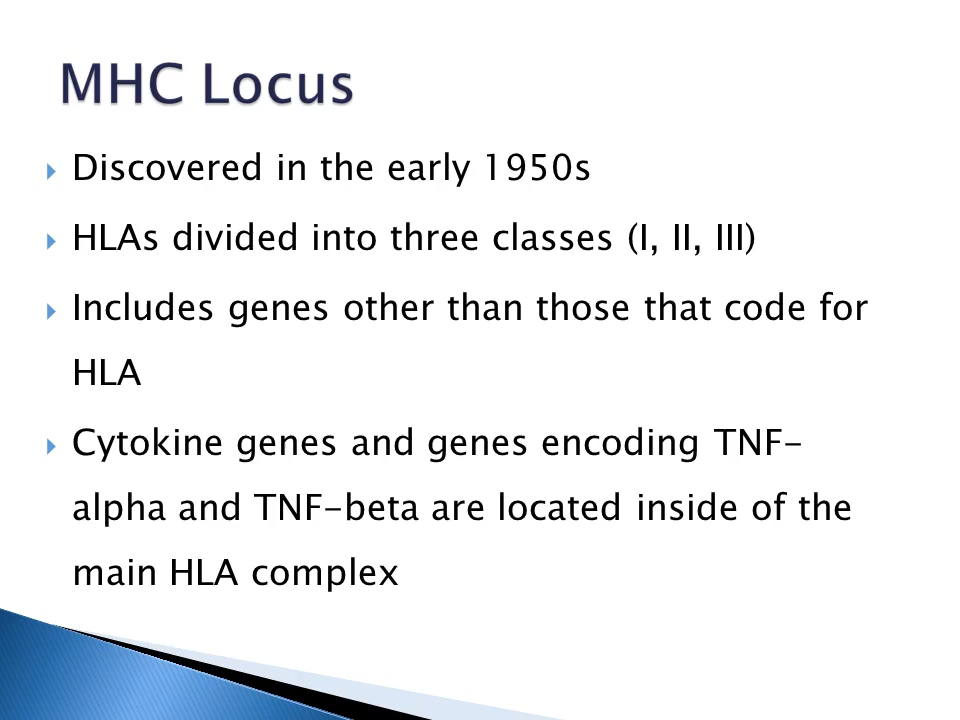 MHC Locus
Discovered in the early 1950s
HLAs divided into three classes (I, II, III)
Includes genes other than those that code for
HLA
Cytokine genes and genes encoding TNF-
alpha and TNF-beta are located inside of the
main HLA complex